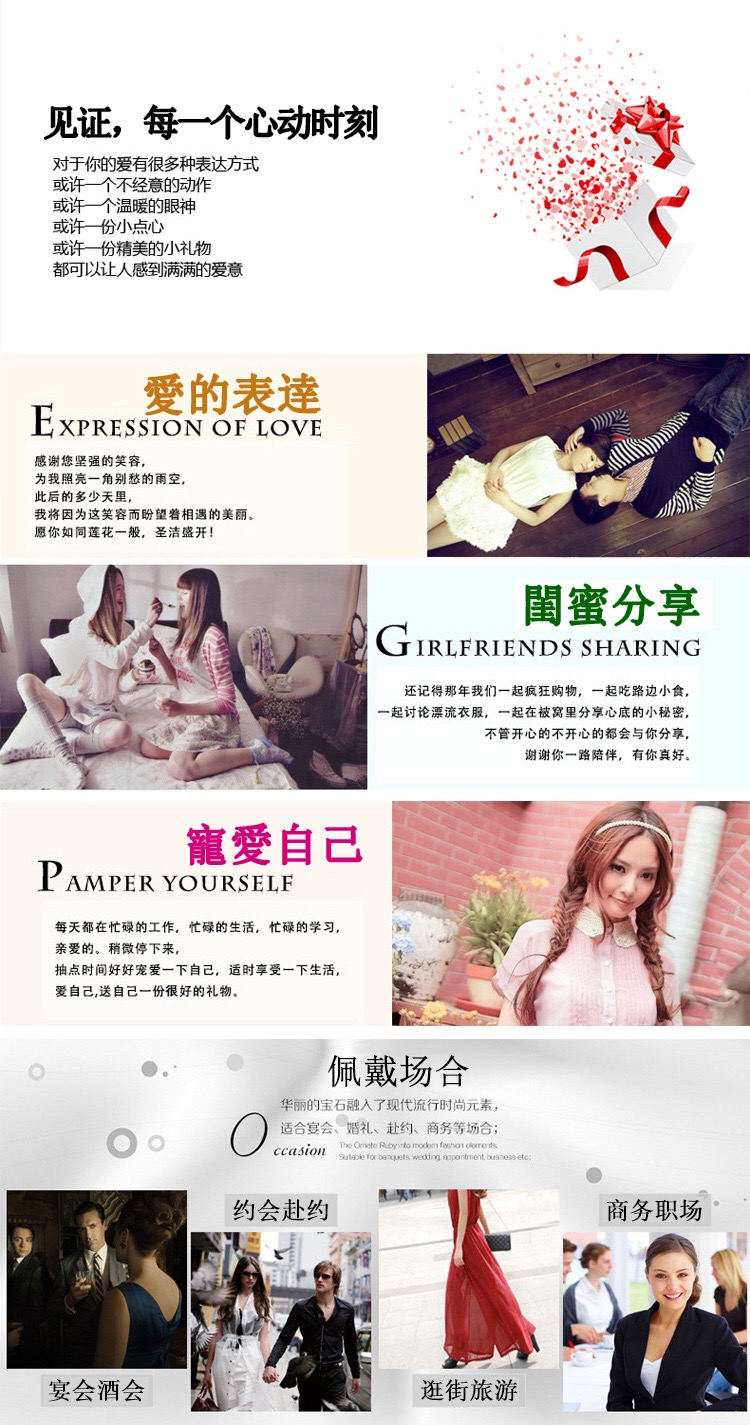 见证，每一个心动时刻
对于你的爱有很多种表达方式
或许一个不经意的动作
或许一个温暖的眼神
或许一份小点心
或许一份精美的小礼物
都可以让人感到满满的爱意
愛的表達
EXPRESSION OF LOVE
感谢您坚强的笑容，
为我照亮一角别愁的雨空，
此后的多少天里，
我将因为这笑容而盼望着相遇的美丽。
愿你如同莲花一般，圣洁盛开！
閨蜜分享
GIRLFRIENDS SHARING
还记得那年我们一起疯狂购物，一起吃路边小食，
一起讨论漂流衣服，一起在被窝里分享心底的小秘密，
不管开心的不开心的都会与你分享，
谢谢你一路陪伴，有你真好。
寵愛自己
PAMPER YOURSELF
每天都在忙碌的工作，忙碌的生活，忙碌的学习，
亲爱的。稍微停下来，
抽点时间好好宠爱一下自己，适时享受一下生活，
爱自己,送自己一份很好的礼物。
佩戴场合
华丽的宝石融入了现代流行时尚元素，
适合宴会、婚礼、赴约、商务等场合；
Occasion
The Ornate Ruby into modern fashion elements,
Suitable for banquets, wedding, appointment, business etc;
约会赴约
商务职场
宴会酒会
逛街旅游